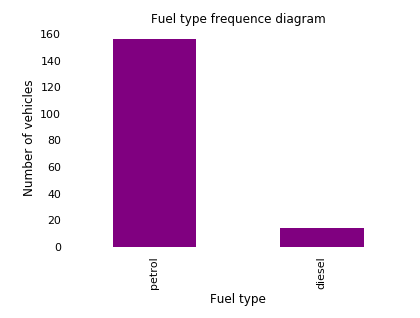 Fuel type frequence diagram
160
140
120
100
80
60
40
20
0
Number of vehicles
petrol
diesel
Fuel type